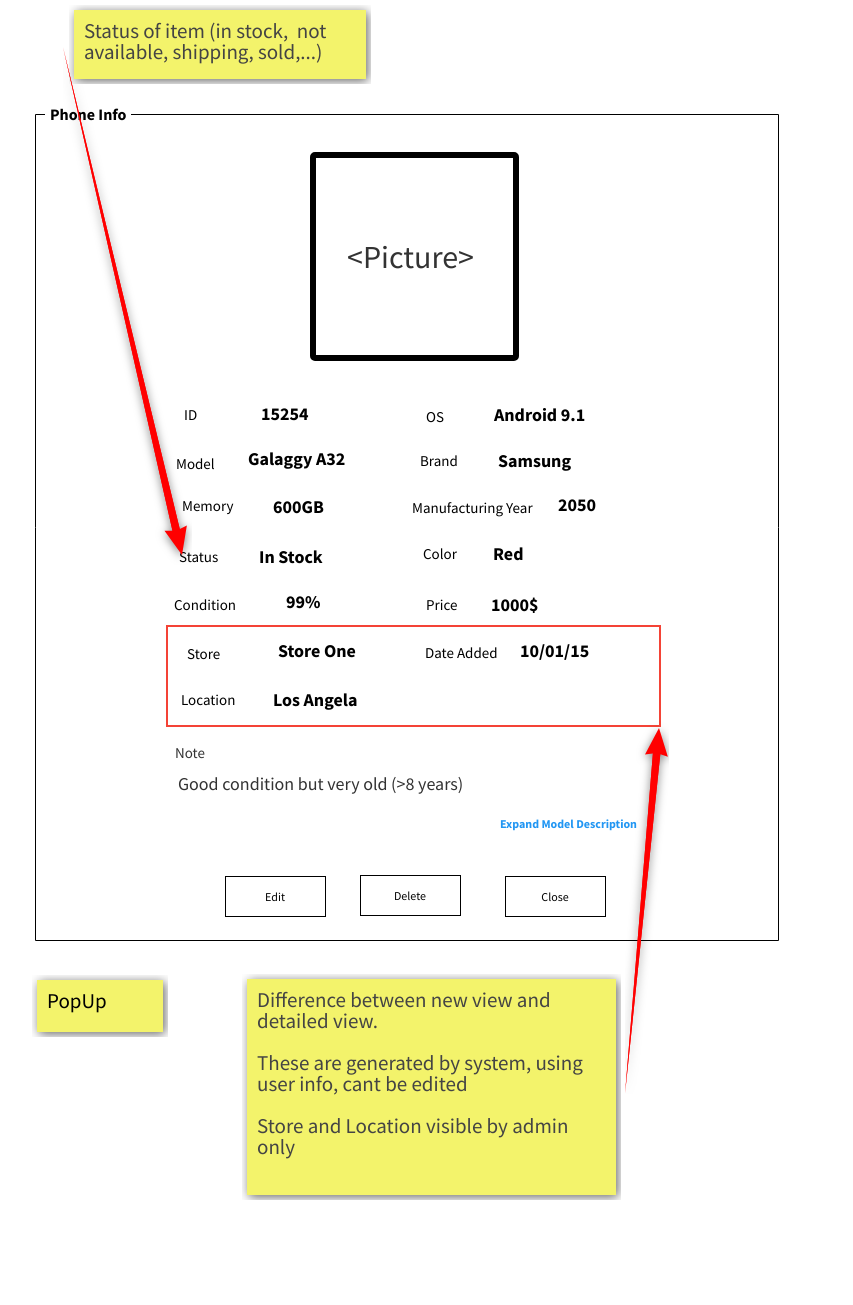 Status of item (in stock,  not
available, shipping, sold,...)
Phone Info
<Picture>
ID 15254 OS Android 9.1
Model Galaggy A32 Brand Samsung
Memory 600GB Manufacturing Year 2050
Status In Stock Color Red
Condition 99% Price 1000$
Store Store One Date Added 10/01/15
Location Los Angela
Note
Good condition but very old (>8 years)
Expand Model Description
Edit Delete Close
PopUp
Difference between new view and
detailed view.
These are generated by system, using
user info, cant be edited
Store and Location visible by admin
only